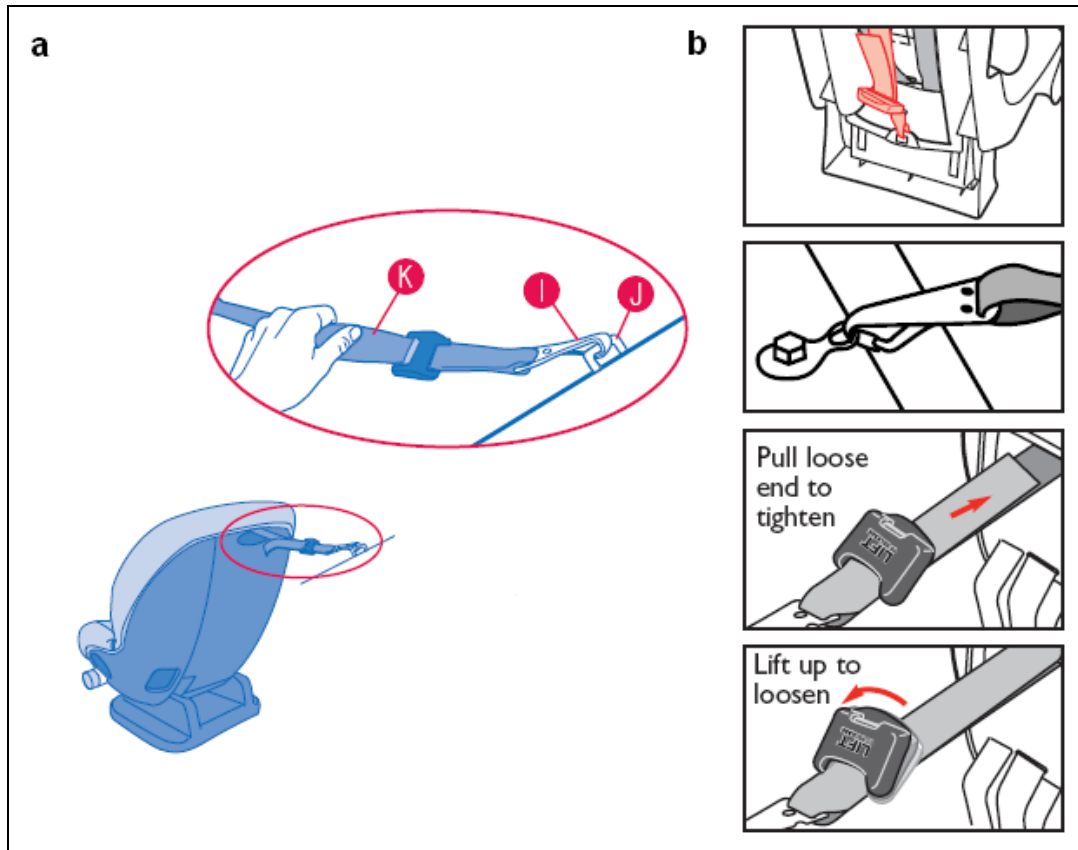 a
b
K
I
J
Pull loose
end to
tighten
LIFT
Lift up to
loosen
LIFT